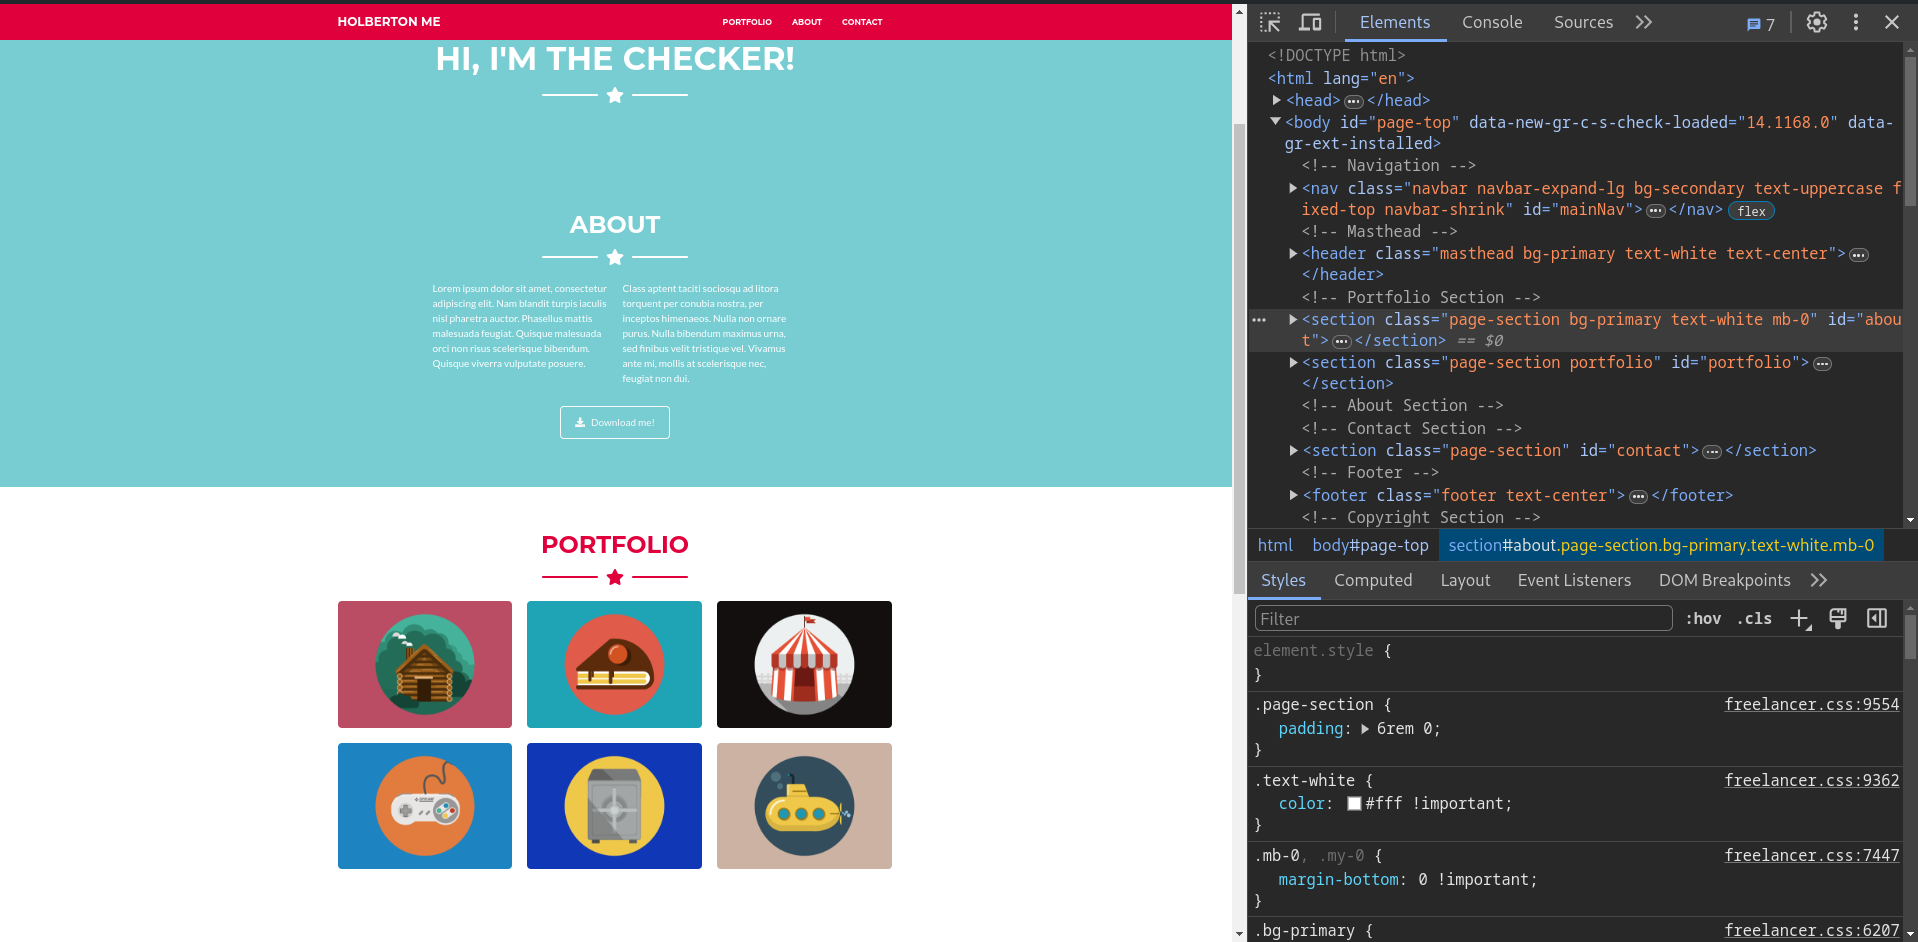 HOLBERTON ME
PORTFOLIO ABOUT CONTACT
HI, I'M THE CHECKER!
ABOUT
Lorem ipsum dolor sit amet, consectetur
adipiscing elit. Nam blandit turpis iaculis
nisl pharetra auctor. Phasellus mattis
malesuada feugiat. Quisque malesuada
orci non risus scelerisque bibendum.
Quisque viverra vulputate posuere.
Class aptent taciti sociosqu ad litora
torquent per conubia nostra, per
inceptos himenaeos. Nulla non ornare
purus. Nulla bibendum maximus urna,
sed finibus velit tristique vel. Vivamus
ante mi, mollis at scelerisque nec,
feugiat non dui.
Download me!
PORTFOLIO
Elements Console Sources 7
<!DOCTYPE html>
<html lang="en">
<head>…</head>
<body id="page-top" data-new-gr-c-s-check-loaded="14.1168.0" data-
gr-ext-installed>
<!-- Navigation -->
<nav class="navbar navbar-expand-lg bg-secondary text-uppercase f
ixed-top navbar-shrink" id="mainNav">…</nav> flex
<!-- Masthead -->
<header class="masthead bg-primary text-white text-center">…
</header>
<!-- Portfolio Section -->
… <section class="page-section bg-primary text-white mb-0" id="abou
t">…</section> == $0
<section class="page-section portfolio" id="portfolio">…
</section>
<!-- About Section -->
<!-- Contact Section -->
<section class="page-section" id="contact">…</section>
<!-- Footer -->
<footer class="footer text-center">…</footer>
<!-- Copyright Section -->
html body#page-top section#about.page-section.bg-primary.text-white.mb-0
Styles Computed Layout Event Listeners DOM Breakpoints
Filter :hov .cls
element.style {
}
.page-section { freelancer.css:9554
padding: 6rem 0;
}
.text-white { freelancer.css:9362
color: #fff !important;
}
.mb-0, .my-0 { freelancer.css:7447
margin-bottom: 0 !important;
}
.bg-primary { freelancer.css:6207